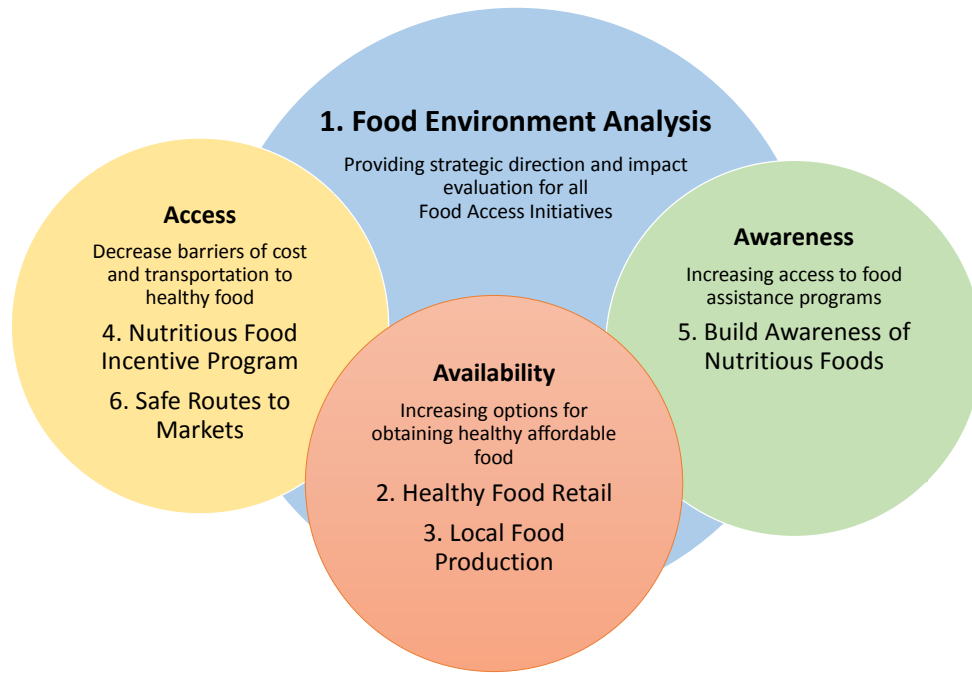 1. Food Environment Analysis
Providing strategic direction and impact
evaluation for all
Food Access Initiatives
Access
Decrease barriers of cost
and transportation to
healthy food
4. Nutritious Food
Incentive Program
6. Safe Routes to
Markets
Availability
Increasing options for
obtaining healthy affordable
food
2. Healthy Food Retail
3. Local Food
Production
Awareness
Increasing access to food
assistance programs
5. Build Awareness of
Nutritious Foods